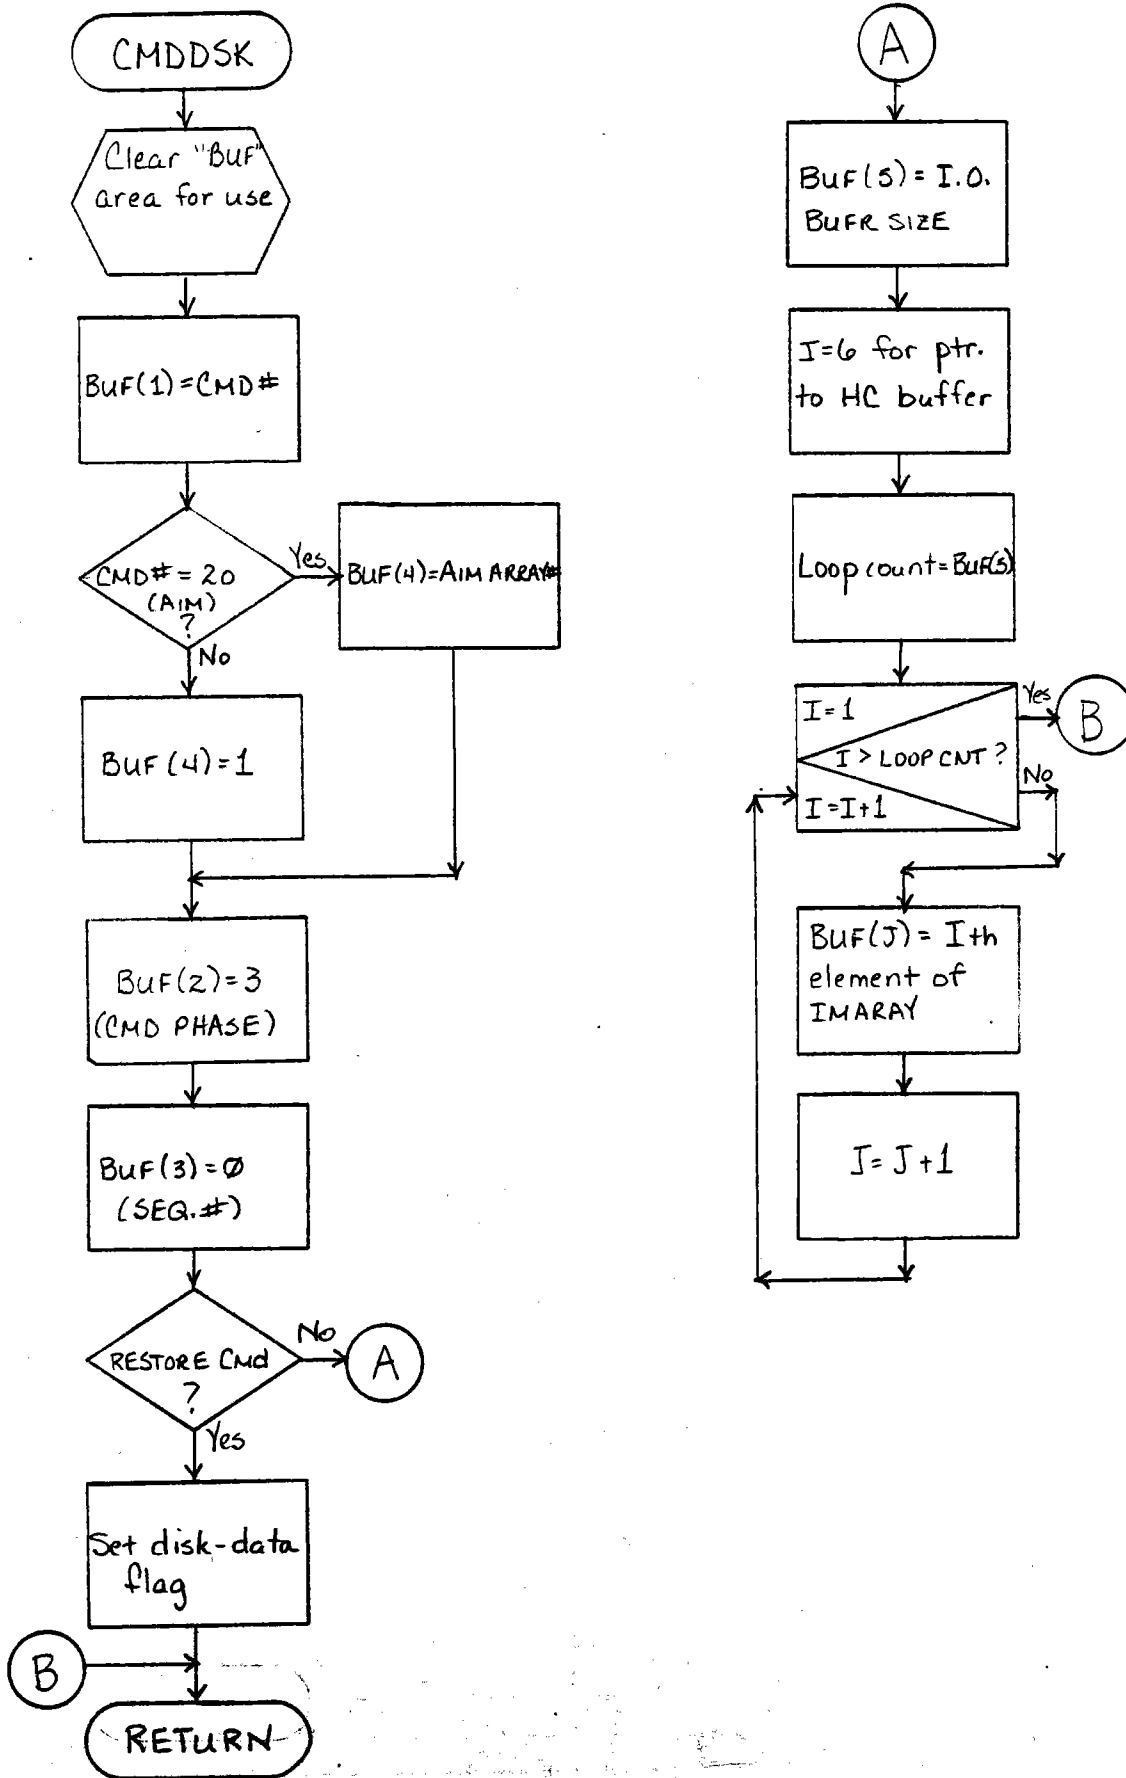 CMDDSK
Clear "BUF"
area for use
BUF(1)=CMD#
CMD#=20
(AIM)
?
Yes
BUF(4)=AIM ARRAY#
No
BUF(4)=1
BUF(2)=3
(CMD PHASE)
BUF(3)=Ø
(SEQ.#)
RESTORE Cmd
?
No
A
Yes
Set disk-data
flag
B
RETURN
A
BUF(5)=I.O.
BUFR SIZE
I=6 for ptr.
to HC buffer
Loop count=BUF(5)
I=1
I > LOOP CNT ?
I=I+1
Yes
B
No
BUF(J) = Ith
element of
IMARAY
J=J+1